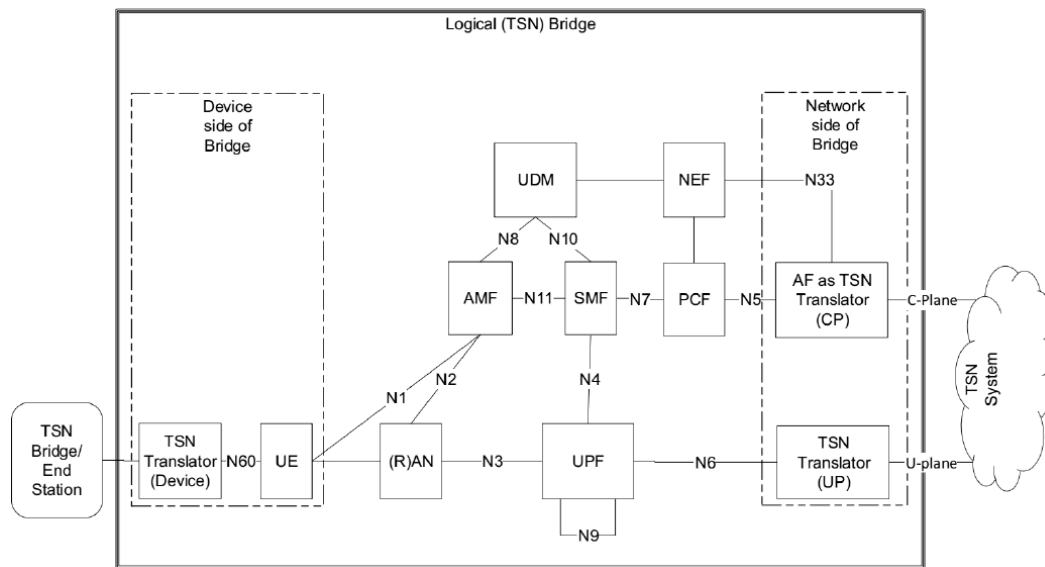 Logical (TSN) Bridge
Device
side of
Bridge
Network
side of
Bridge
UDM
NEF
N33
N8
N10
AMF
N11
SMF
N7
PCF
N5
AF as TSN
Translator
(CP)
C-Plane
TSN
System
N1
N2
N4
TSN
Bridge/
End
Station
TSN
Translator
(Device)
N60
UE
(R)AN
N3
UPF
N6
TSN
Translator
(UP)
U-plane
N9